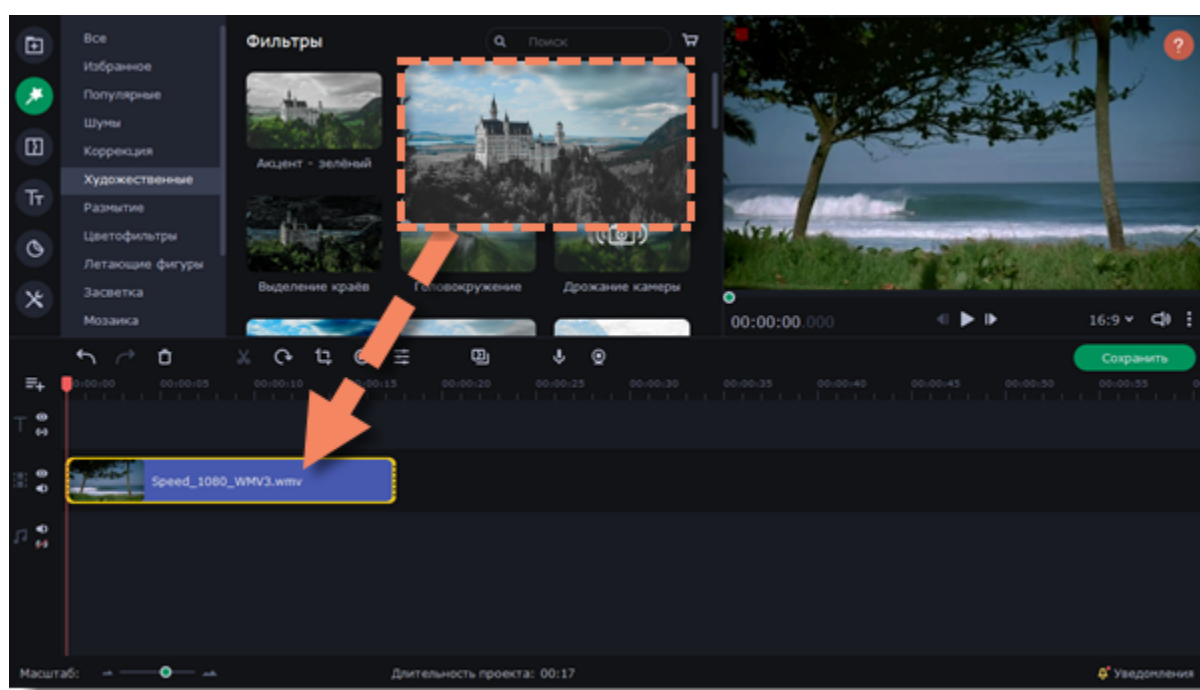 Все
Избранное
Популярные
Шумы
Коррекция
Художественные
Размытие
Цветофильтры
Летающие фигуры
Засветка
Мозаика
Фильтры
Поиск
Акцент - зелёный
Выделение краёв
Головокружение
Дрожание камеры
?
00:00:00.000
16:9
Сохранить
0:00:00 00:00:05 00:00:10 00:00:15 00:00:20 00:00:25 00:00:30 00:00:35 00:00:40 00:00:45 00:00:50 00:00:55
Speed_1080_WMV3.wmv
Масштаб:
Длительность проекта: 00:17
Уведомления